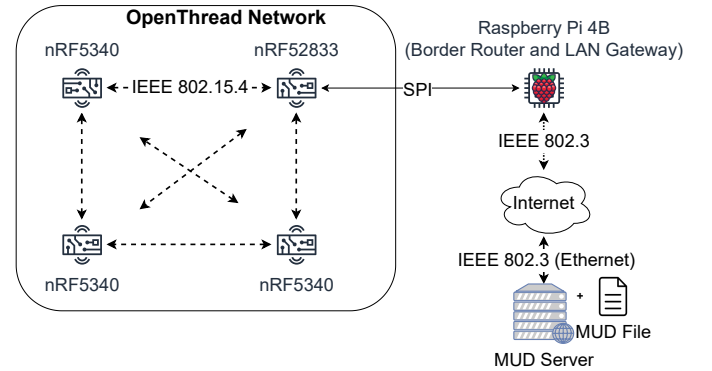 OpenThread Network
nRF5340
nRF52833
Raspberry Pi 4B
(Border Router and LAN Gateway)
IEEE 802.15.4
SPI
IEEE 802.3
Internet
nRF5340
nRF5340
IEEE 802.3 (Ethernet)
+
MUD File
MUD Server